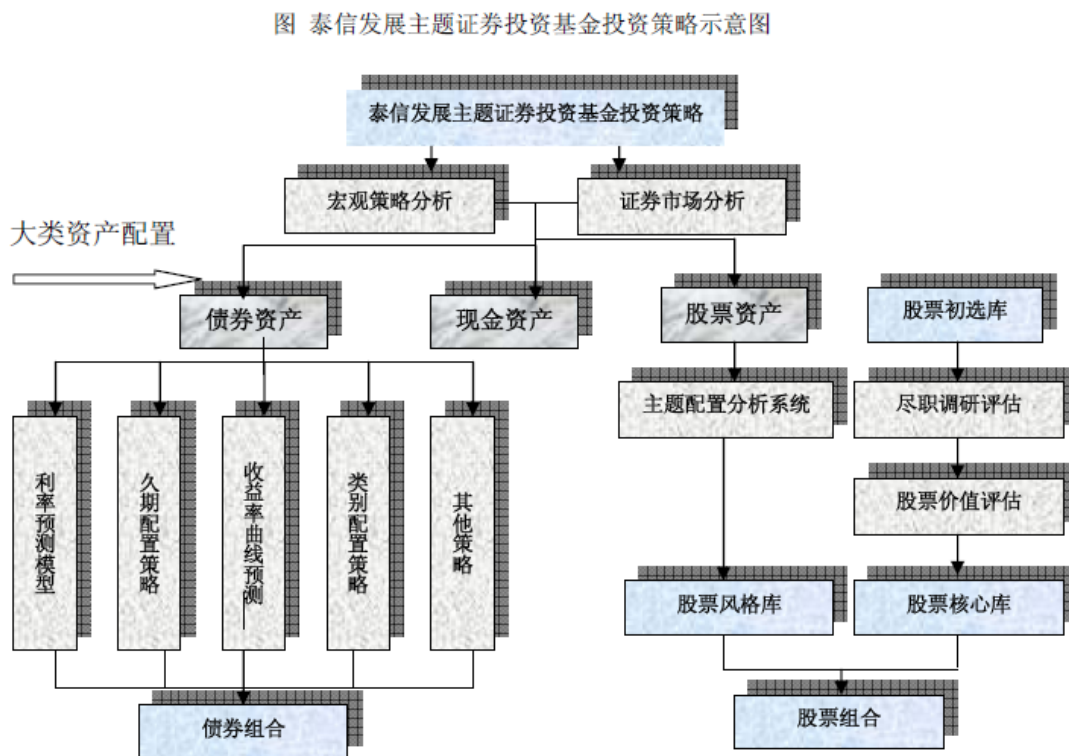 图 泰信发展主题证券投资基金投资策略示意图
泰信发展主题证券投资基金投资策略
宏观策略分析
证券市场分析
大类资产配置
债券资产
现金资产
股票资产
股票初选库
主题配置分析系统
尽职调研评估
利率预测模型
久期配置策略
收益率曲线预测
类别配置策略
其他策略
股票价值评估
股票风格库
股票核心库
债券组合
股票组合